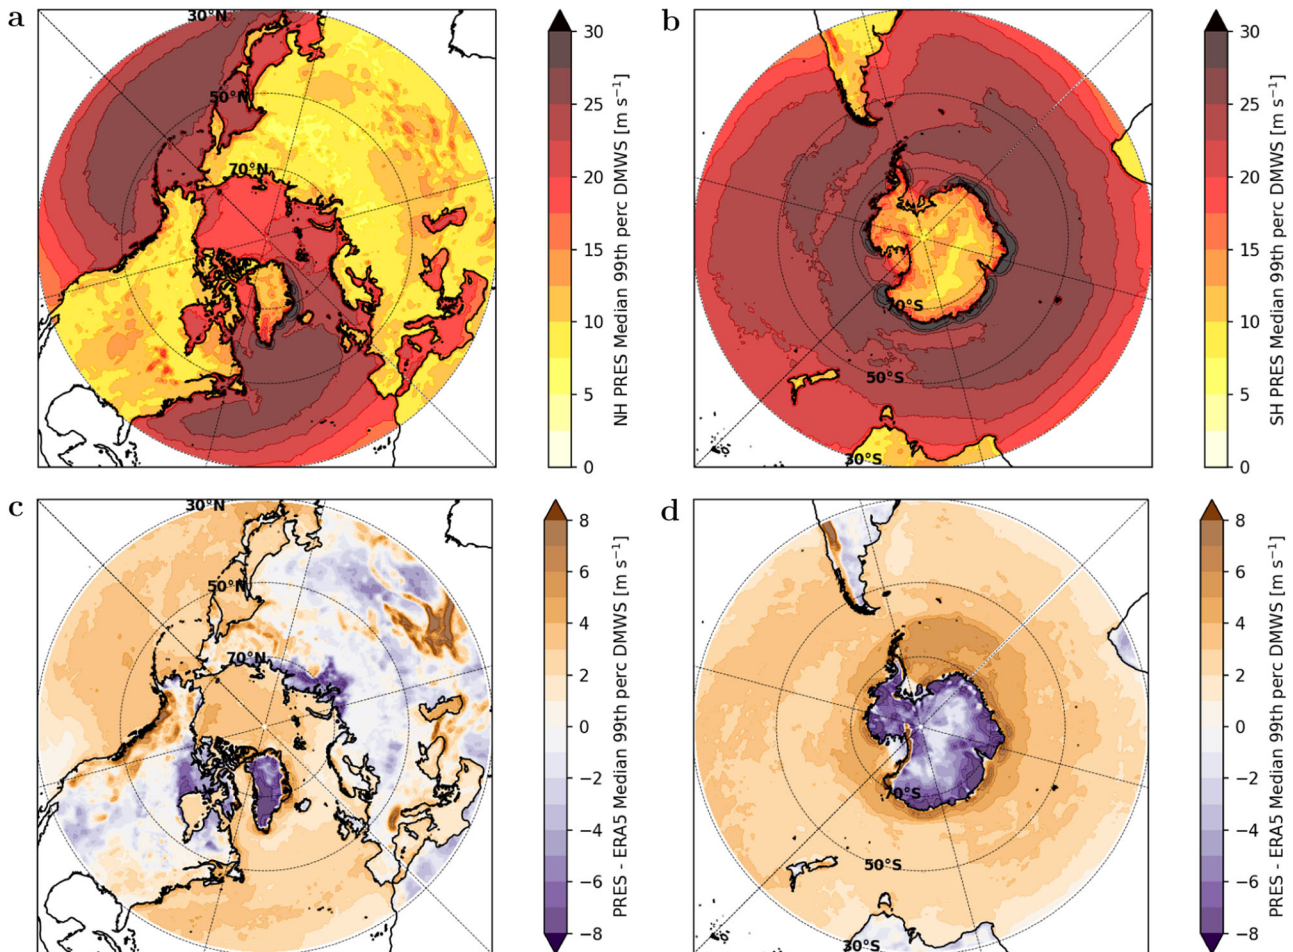 a
30°N
50°N
70°N
30
25
20
15
10
5
0
NH PRES Median 99th perc DMWS [m s⁻¹]
b
70°S
50°S
30°S
30
25
20
15
10
5
0
SH PRES Median 99th perc DMWS [m s⁻¹]
c
30°N
50°N
70°N
8
6
4
2
0
−2
−4
−6
−8
PRES - ERA5 Median 99th perc DMWS [m s⁻¹]
d
70°S
50°S
30°S
8
6
4
2
0
−2
−4
−6
−8
PRES - ERA5 Median 99th perc DMWS [m s⁻¹]